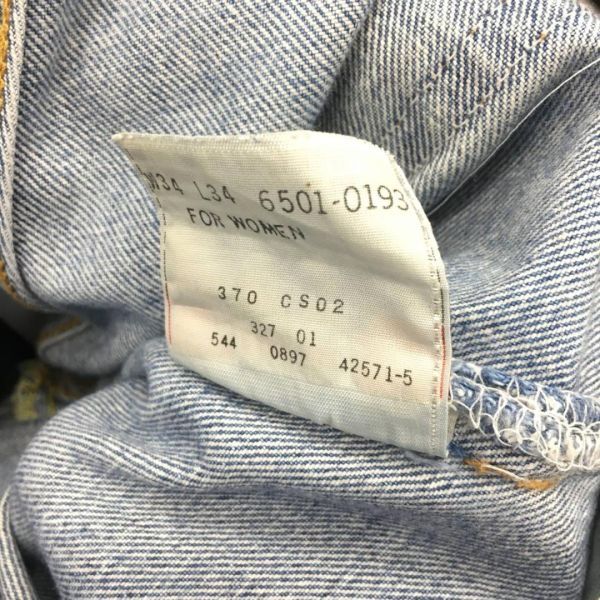 W34 L34 6501-0193
FOR WOMEN
370 CS02
327 01
544 0897 42571-5